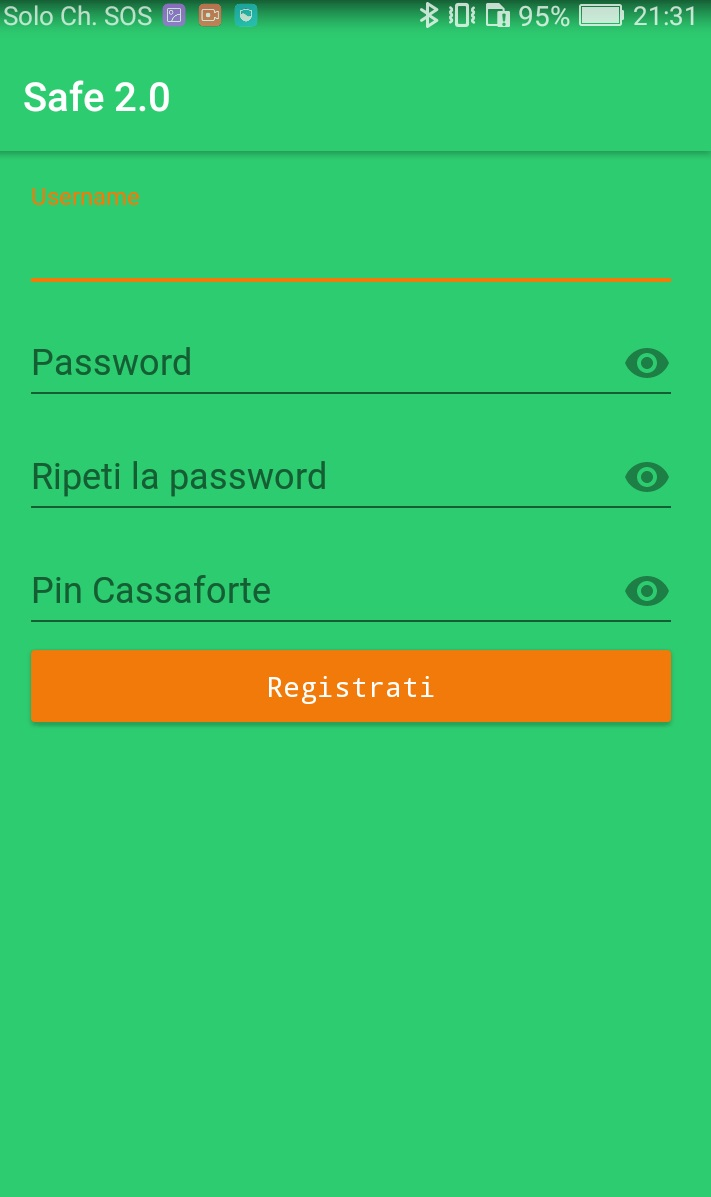 Solo Ch. SOS 95% 21:31
Safe 2.0
Username
Password
Ripeti la password
Pin Cassaforte
Registrati